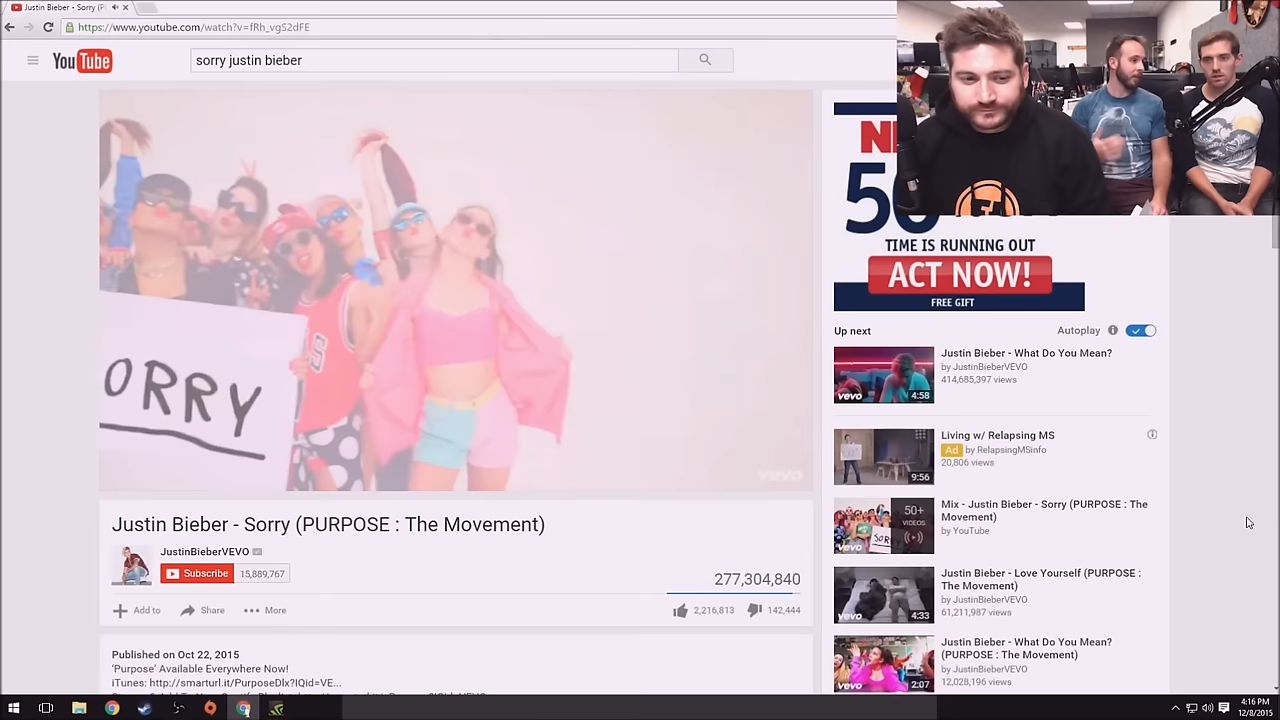 Justin Bieber - Sorry (P
https://www.youtube.com/watch?v=fRh_vgS2dFE
YouTube
sorry justin bieber
SORRY
vevo
TIME IS RUNNING OUT
ACT NOW!
FREE GIFT
Up next
Autoplay
Justin Bieber - What Do You Mean?
by JustinBieberVEVO
414,685,397 views
vevo
4:58
Living w/ Relapsing MS
Ad by RelapsingMSinfo
20,806 views
9:56
Mix - Justin Bieber - Sorry (PURPOSE : The
Movement)
by YouTube
50+
VIDEOS
vevo
Justin Bieber - Love Yourself (PURPOSE :
The Movement)
by JustinBieberVEVO
61,211,987 views
vevo
4:33
Justin Bieber - What Do You Mean?
(PURPOSE : The Movement)
by JustinBieberVEVO
12,028,196 views
vevo
2:07
Justin Bieber - Sorry (PURPOSE : The Movement)
JustinBieberVEVO
Subscribe 15,889,767
277,304,840
Add to Share More
2,216,813 142,444
Published on Oct 22, 2015
'Purpose' Available Everywhere Now!
iTunes: http://smarturl.it/PurposeDlx?IQid=VE...
4:16 PM
12/8/2015